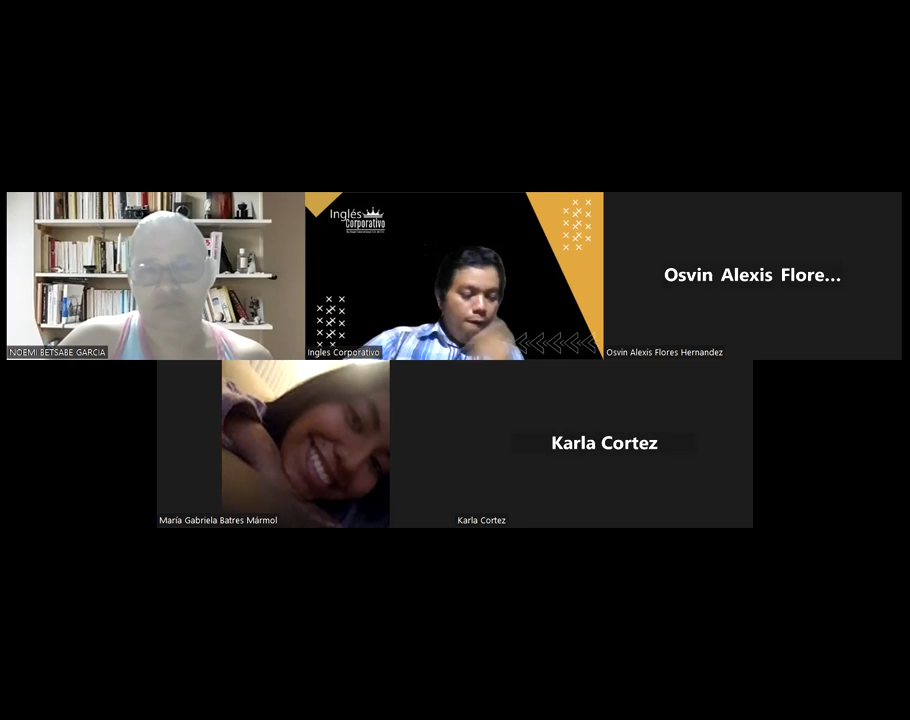 Inglés
Corporativo
Osvin Alexis Flore...
NOEMI BETSABE GARCIA
Ingles Corporativo
Osvin Alexis Flores Hernandez
Karla Cortez
María Gabriela Batres Mármol
Karla Cortez